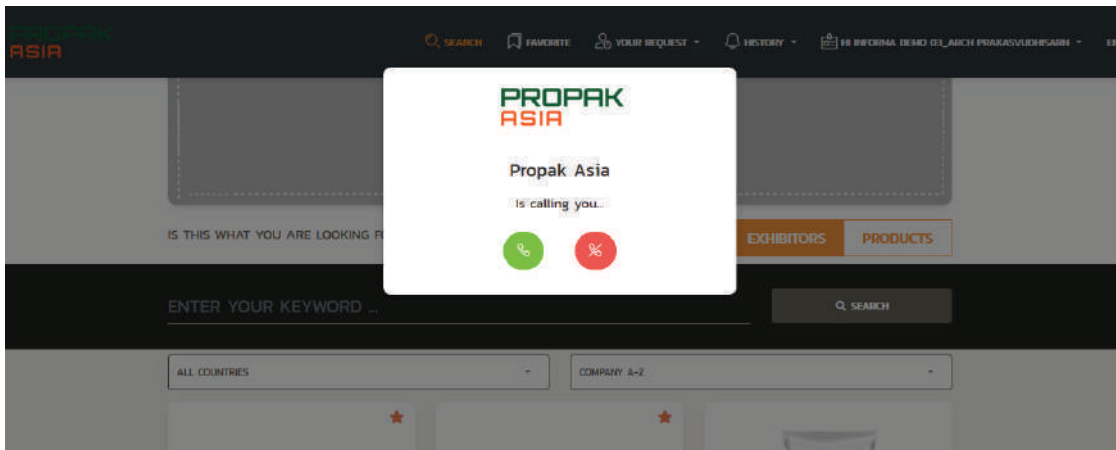 PROPAK
ASIA
SEARCH
FAVORITE
YOUR REQUEST
HISTORY
HI INFORMA DEMO 03_ARCH PRAKASVUDHISARN
PROPAK
ASIA
Propak Asia
Is calling you...
IS THIS WHAT YOU ARE LOOKING
EXHIBITORS
PRODUCTS
ENTER YOUR KEYWORD ...
SEARCH
ALL COUNTRIES
COMPANY A-Z